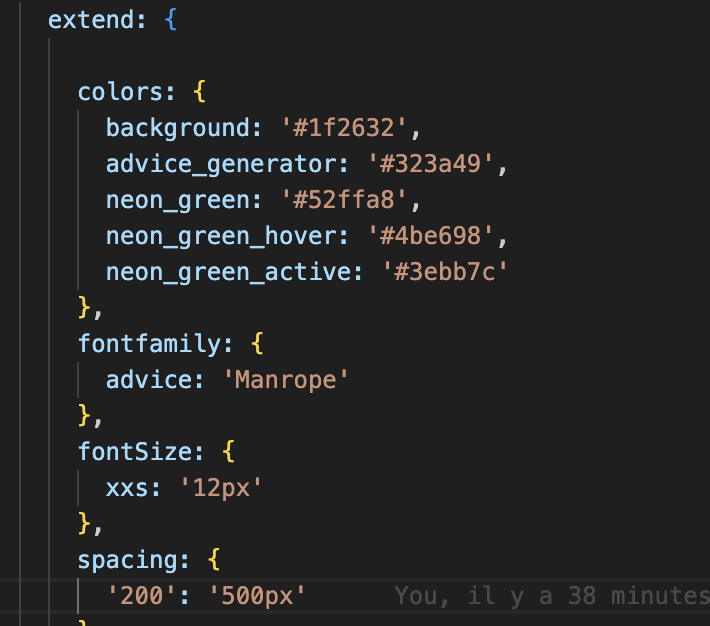 extend: {
colors: {
background: '#1f2632',
advice_generator: '#323a49',
neon_green: '#52ffa8',
neon_green_hover: '#4be698',
neon_green_active: '#3ebb7c'
},
fontfamily: {
advice: 'Manrope'
},
fontSize: {
xxs: '12px'
},
spacing: {
'200': '500px' You, il y a 38 minutes
}